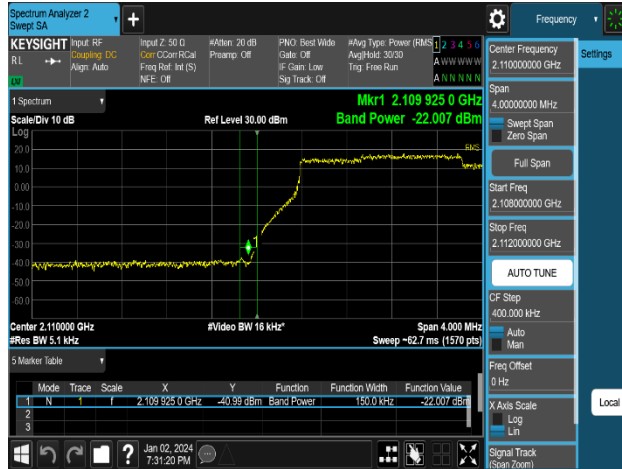 Spectrum Analyzer 2
Swept SA
+
Frequency
KEYSIGHT
RL
Input: RF
Coupling: DC
Align: Auto
Input Z: 50 Ω
Corr CCorr RCal
Freq Ref: Int (S)
NFE: Off
#Atten: 20 dB
Preamp: Off
PNO: Best Wide
Gate: Off
IF Gain: Low
Sig Track: Off
#Avg Type: Power (RMS
Avg|Hold: 30/30
Trig: Free Run
1 2 3 4 5 6
A W W W W W
A N N N N N
LXI
Center Frequency
2.110000000 GHz
Settings
Span
4.00000000 MHz
Swept Span
Zero Span
Full Span
Start Freq
2.108000000 GHz
Stop Freq
2.112000000 GHz
AUTO TUNE
CF Step
400.000 kHz
Auto
Man
Freq Offset
0 Hz
X Axis Scale
Log
Lin
Local
Signal Track
(Span Zoom)
1 Spectrum
Scale/Div 10 dB
Ref Level 30.00 dBm
Mkr1 2.109 925 0 GHz
Band Power -22.007 dBm
Log
RMS
20.0
10.0
0.00
-10.0
-20.0
-30.0
-40.0
-50.0
-60.0
1
Center 2.110000 GHz
#Video BW 16 kHz*
Span 4.000 MHz
#Res BW 5.1 kHz
Sweep ~62.7 ms (1570 pts)
5 Marker Table
Mode Trace Scale X Y Function Function Width Function Value
1 N 1 f 2.109 925 0 GHz -40.99 dBm Band Power 150.0 kHz -22.007 dBm
2
3
?
Jan 02, 2024
7:31:20 PM